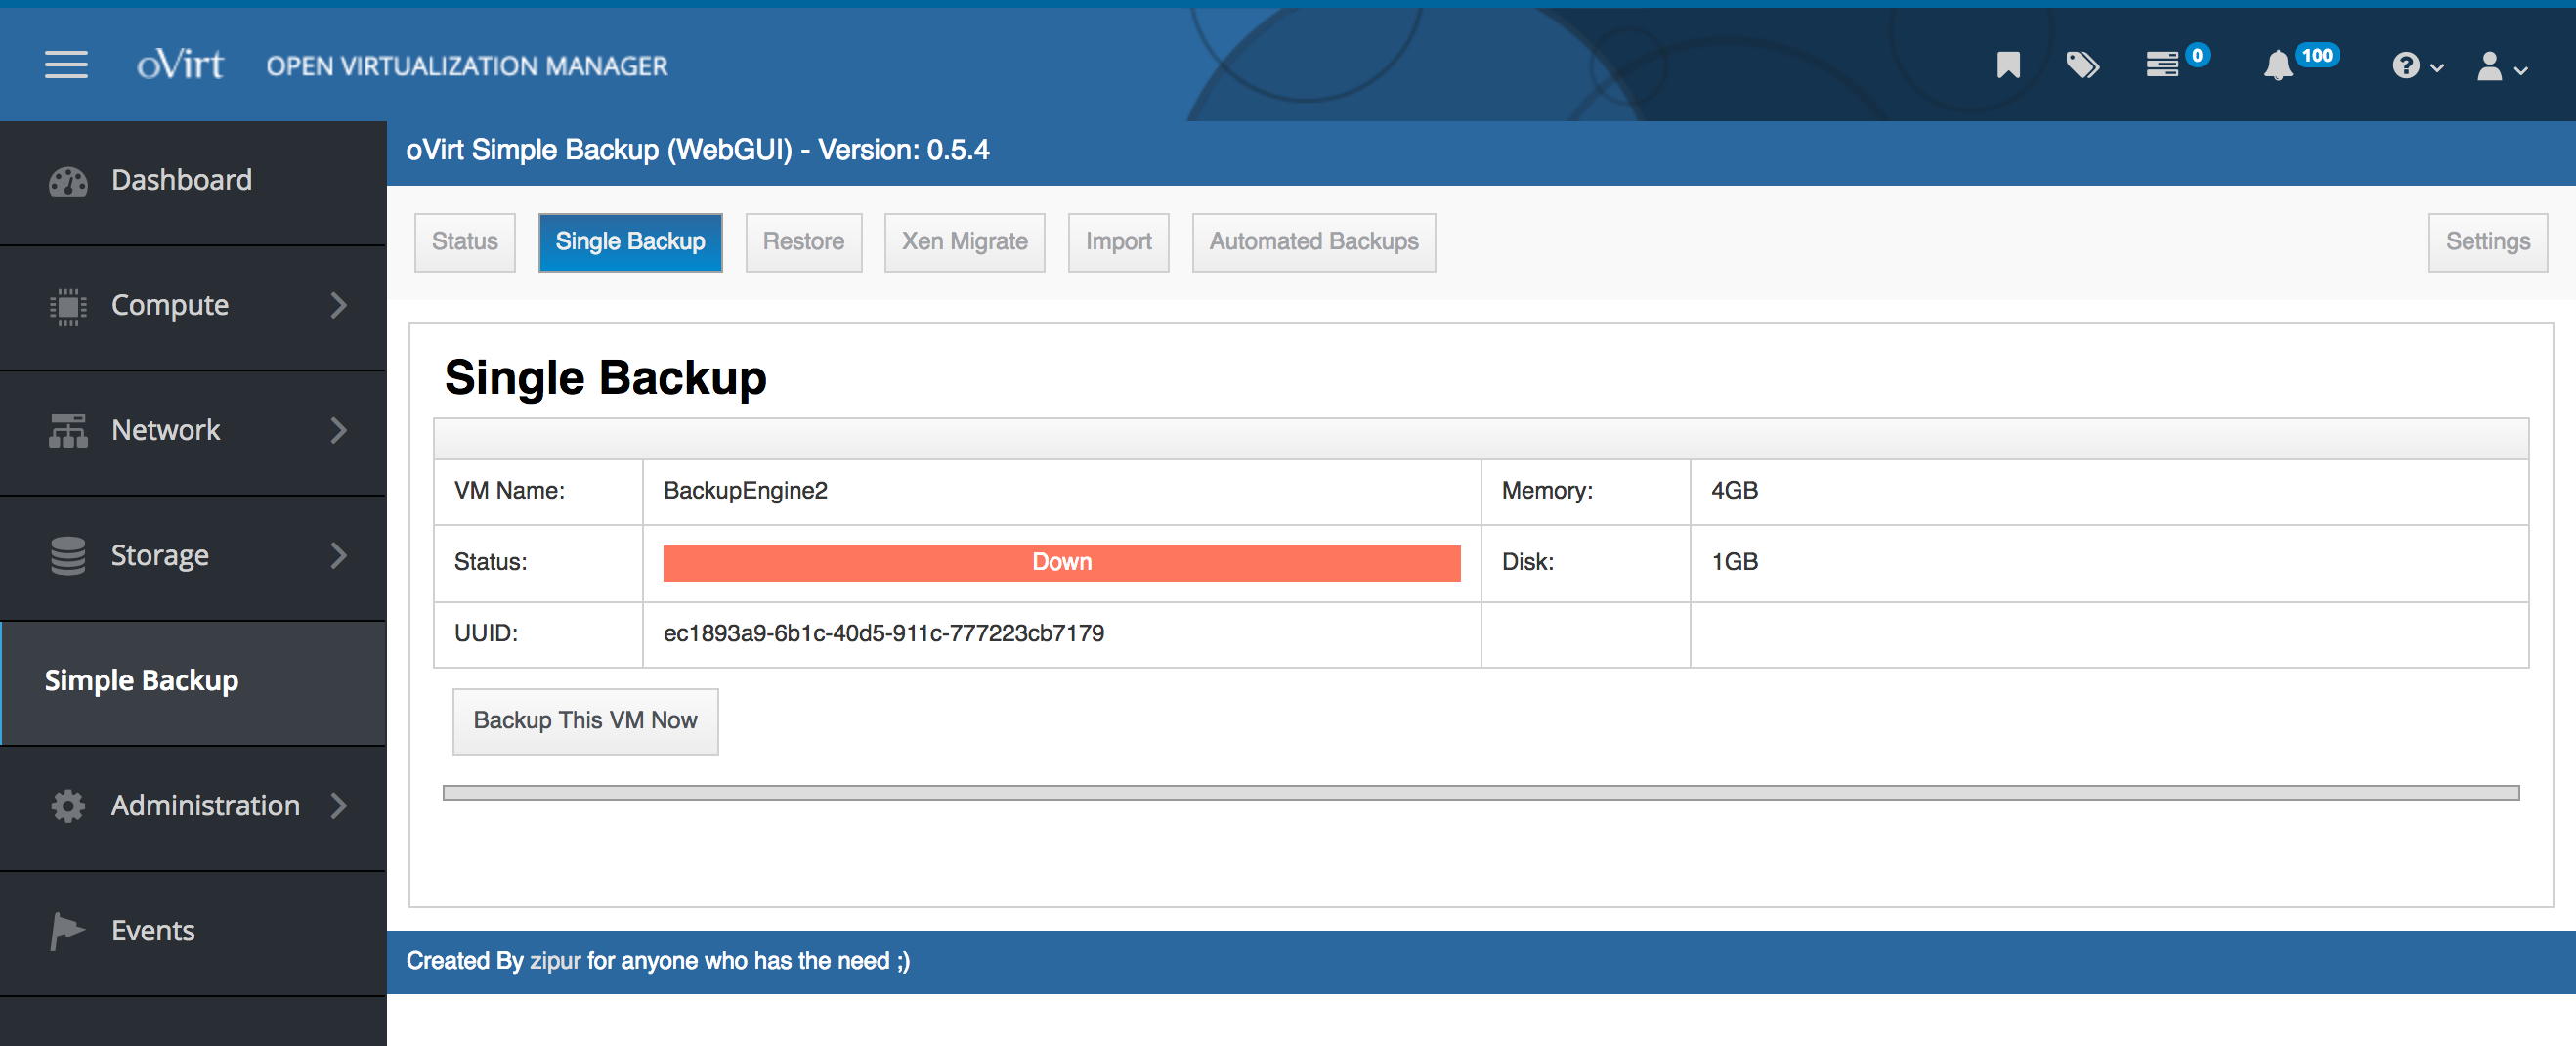 oVirt OPEN VIRTUALIZATION MANAGER
0
100
?
Dashboard
Compute
Network
Storage
Simple Backup
Administration
Events
oVirt Simple Backup (WebGUI) - Version: 0.5.4
Status Single Backup Restore Xen Migrate Import Automated Backups Settings
Single Backup
VM Name: BackupEngine2 Memory: 4GB
Status: Down Disk: 1GB
UUID: ec1893a9-6b1c-40d5-911c-777223cb7179
Backup This VM Now
Created By zipur for anyone who has the need ;)